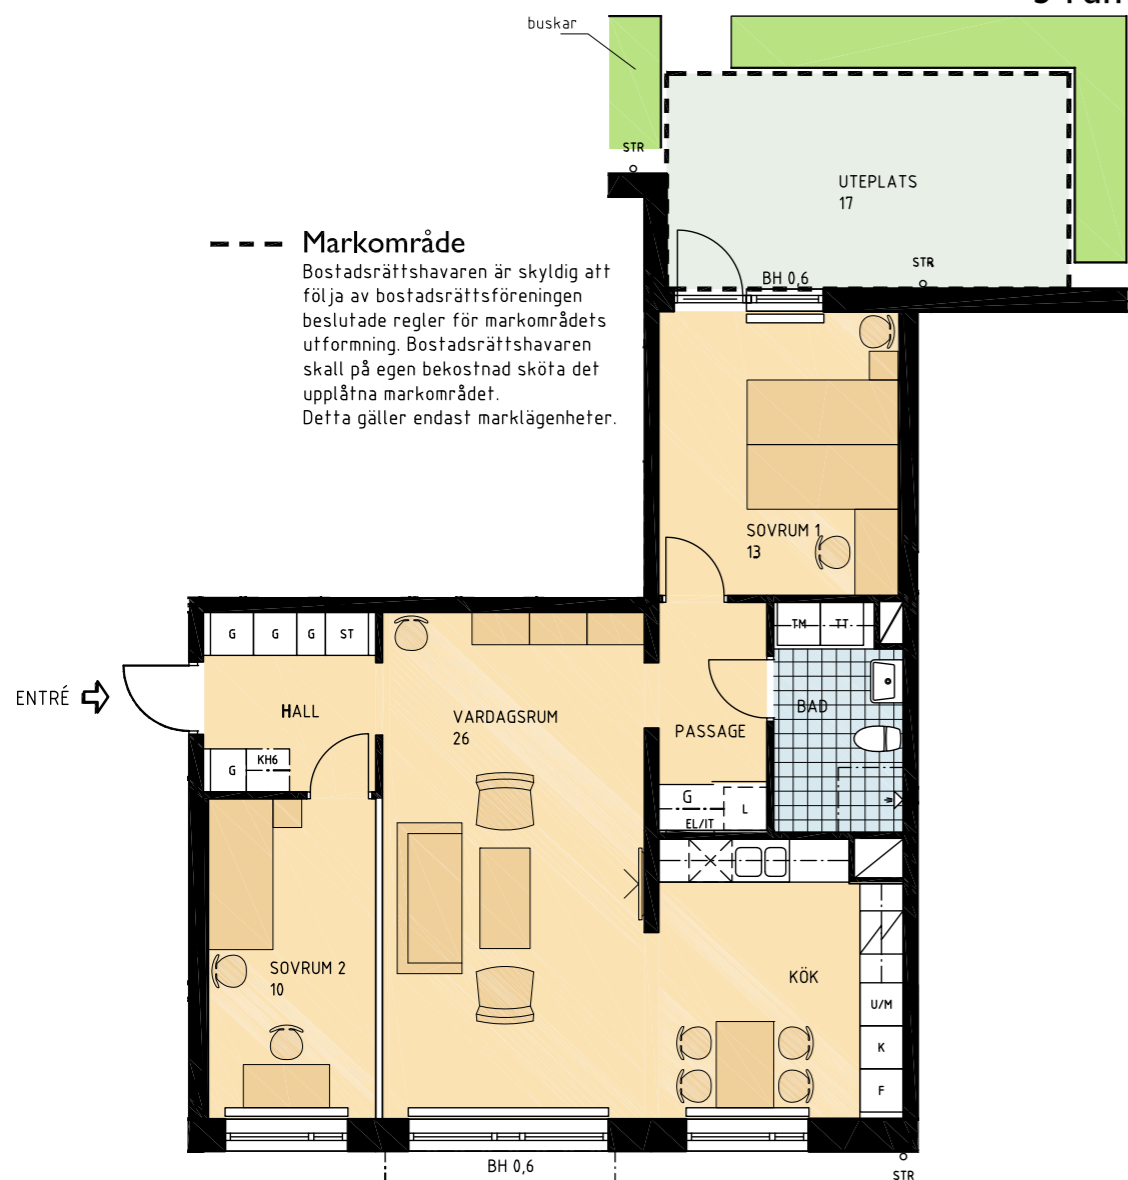 buskar
STR
UTEPLATS
17
STR
BH 0,6
Markområde
Bostadsrättshavaren är skyldig att
följa av bostadsrättsföreningen
beslutade regler för markområdets
utformning. Bostadsrättshavaren
skall på egen bekostnad sköta det
upplåtna markområdet.
Detta gäller endast marklägenheter.
SOVRUM 1
13
G G G ST
TM TT
ENTRÉ
HALL
VARDAGSRUM
26
PASSAGE
BAD
G KH6
G L
EL/IT
SOVRUM 2
10
KÖK
U/M
K
F
BH 0,6
STR